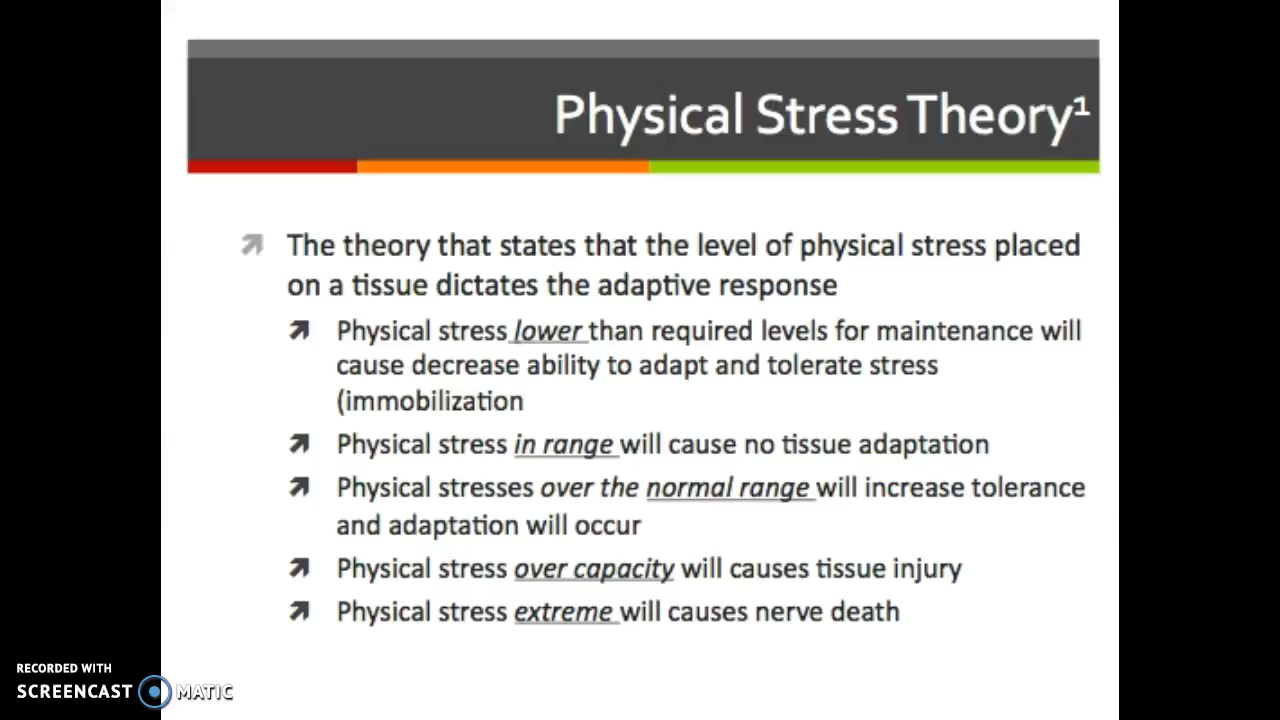 Physical Stress Theory¹
The theory that states that the level of physical stress placed
on a tissue dictates the adaptive response
Physical stress lower than required levels for maintenance will
cause decrease ability to adapt and tolerate stress
(immobilization
Physical stress in range will cause no tissue adaptation
Physical stresses over the normal range will increase tolerance
and adaptation will occur
Physical stress over capacity will causes tissue injury
Physical stress extreme will causes nerve death
RECORDED WITH
SCREENCAST MATIC